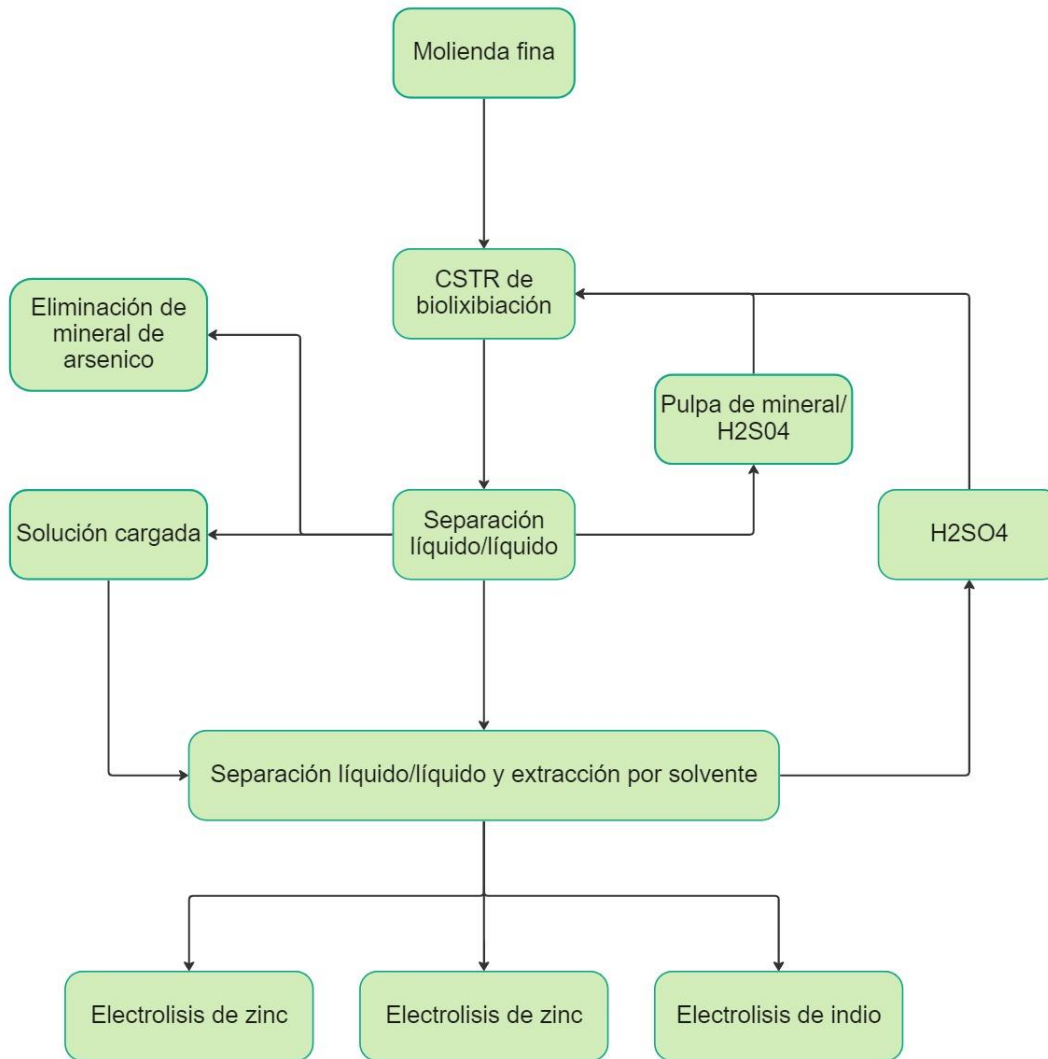 Molienda fina
CSTR de
biolixibiación
Eliminación de
mineral de
arsenico
Pulpa de mineral/
H2S04
Solución cargada
Separación
líquido/líquido
H2SO4
Separación líquido/líquido y extracción por solvente
Electrolisis de zinc
Electrolisis de zinc
Electrolisis de indio